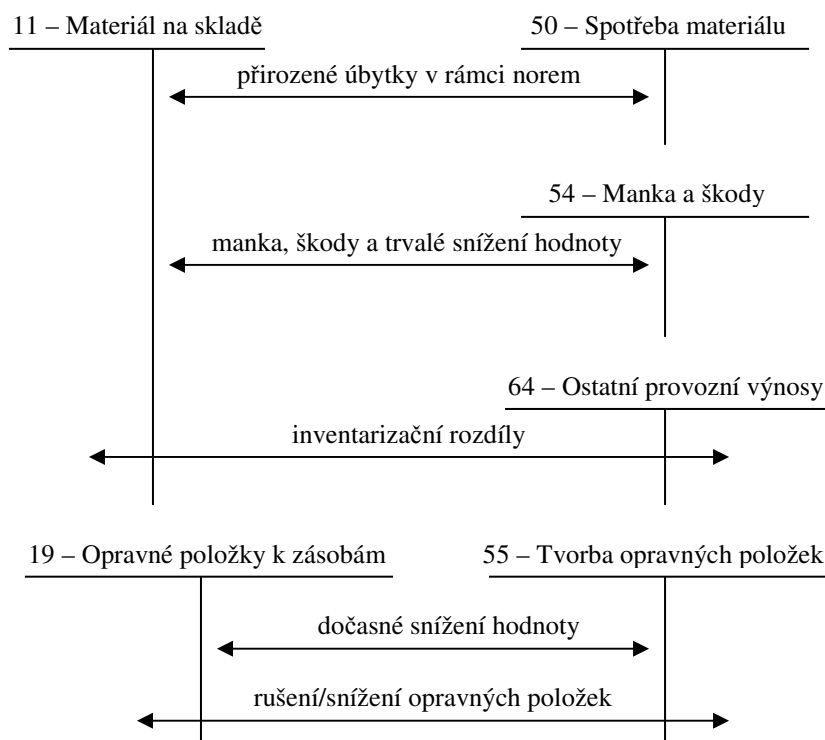 11 – Materiál na skladě
50 – Spotřeba materiálu
přirozené úbytky v rámci norem
54 – Manka a škody
manka, škody a trvalé snížení hodnoty
64 – Ostatní provozní výnosy
inventarizační rozdíly
19 – Opravné položky k zásobám
55 – Tvorba opravných položek
dočasné snížení hodnoty
rušení/snížení opravných položek